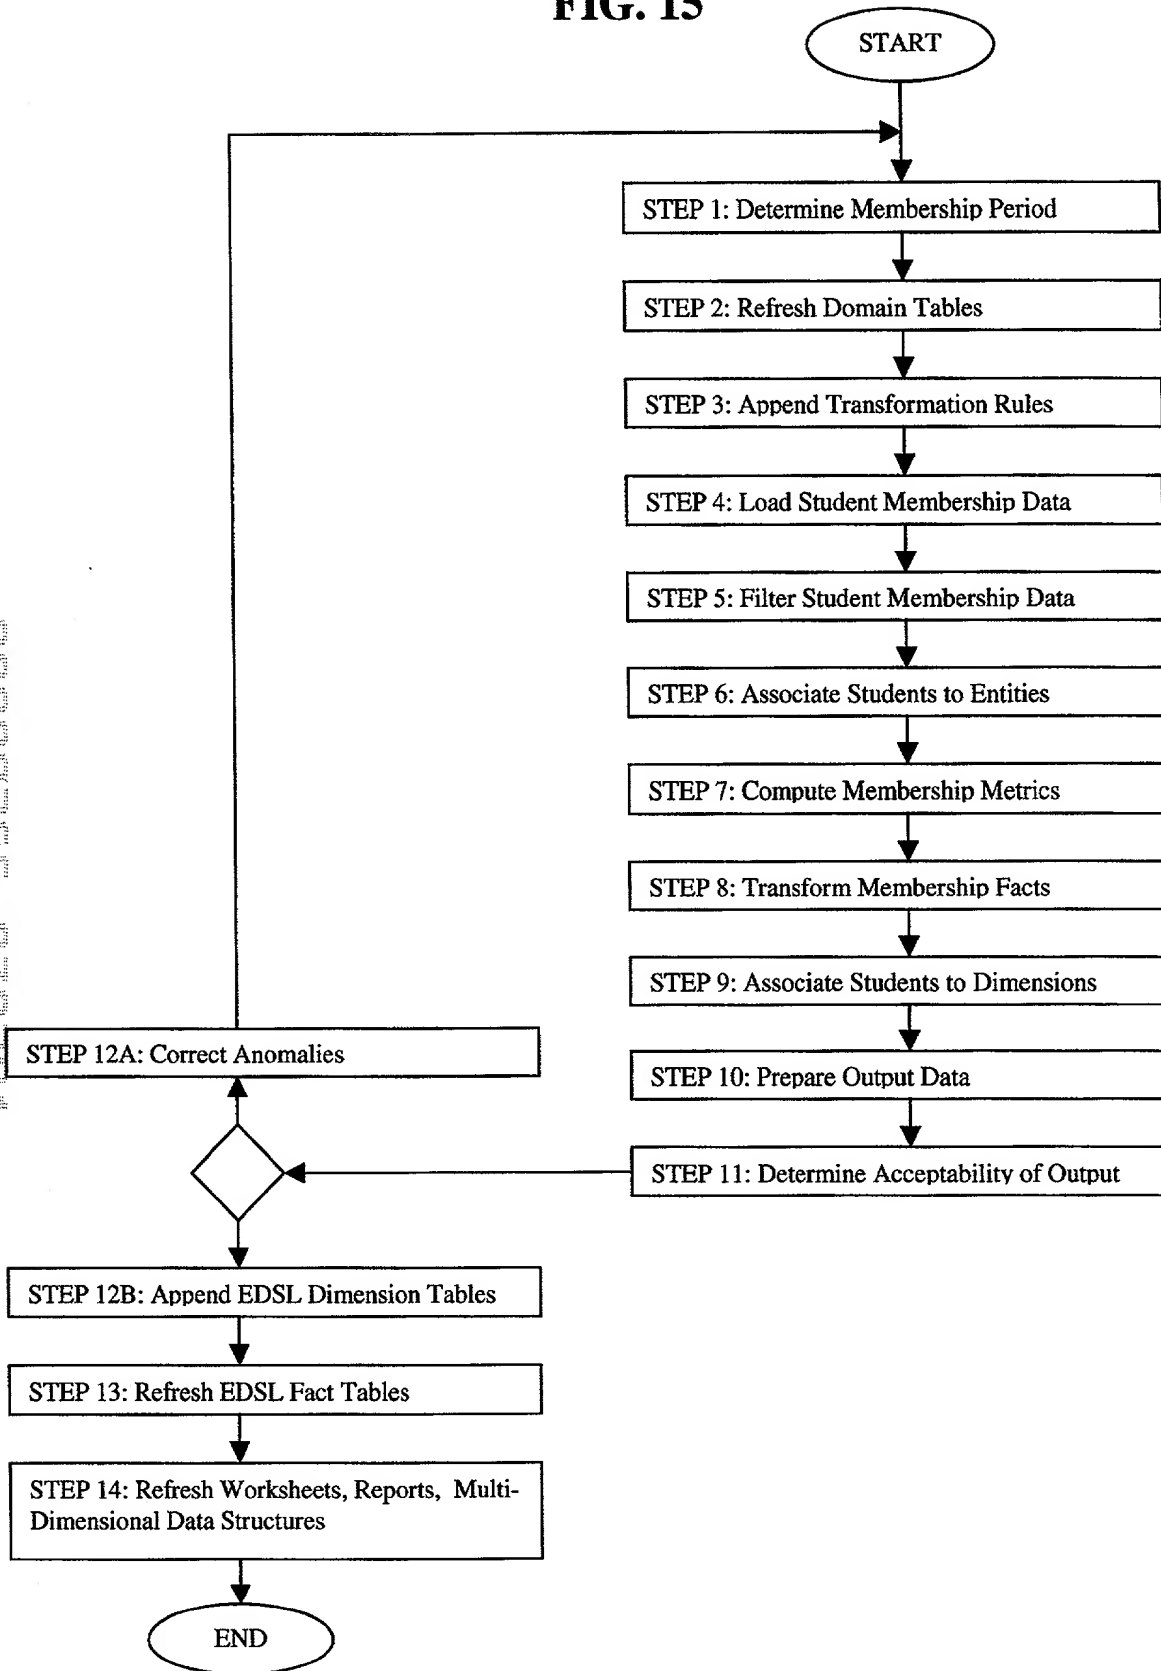 FIG. 15
START
STEP 1: Determine Membership Period
STEP 2: Refresh Domain Tables
STEP 3: Append Transformation Rules
STEP 4: Load Student Membership Data
STEP 5: Filter Student Membership Data
STEP 6: Associate Students to Entities
STEP 7: Compute Membership Metrics
STEP 8: Transform Membership Facts
STEP 9: Associate Students to Dimensions
STEP 10: Prepare Output Data
STEP 11: Determine Acceptability of Output
STEP 12A: Correct Anomalies
STEP 12B: Append EDSL Dimension Tables
STEP 13: Refresh EDSL Fact Tables
STEP 14: Refresh Worksheets, Reports, Multi-
Dimensional Data Structures
END